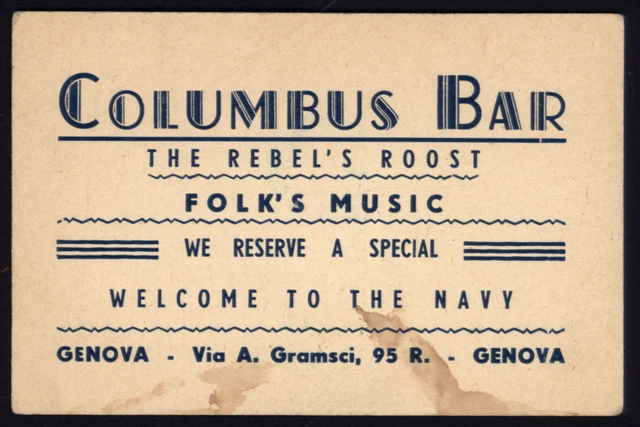 COLUMBUS BAR
THE REBEL'S ROOST
FOLK'S MUSIC
WE RESERVE A SPECIAL
WELCOME TO THE NAVY
GENOVA - Via A. Gramsci, 95 R. - GENOVA